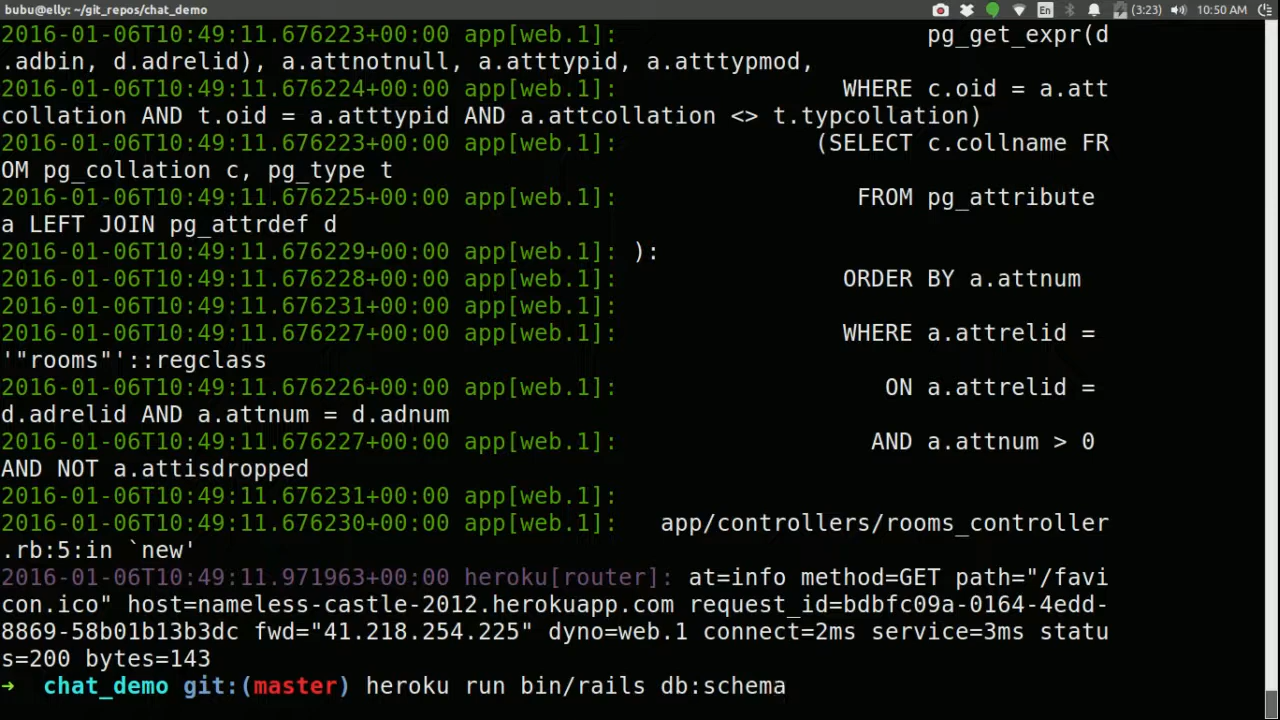 bubu@elly: ~/git_repos/chat_demo En (3:23) 10:50 AM
2016-01-06T10:49:11.676223+00:00 app[web.1]: pg_get_expr(d
.adbin, d.adrelid), a.attnotnull, a.atttypid, a.atttypmod,
2016-01-06T10:49:11.676224+00:00 app[web.1]: WHERE c.oid = a.att
collation AND t.oid = a.atttypid AND a.attcollation <> t.typcollation)
2016-01-06T10:49:11.676223+00:00 app[web.1]: (SELECT c.collname FR
OM pg_collation c, pg_type t
2016-01-06T10:49:11.676225+00:00 app[web.1]: FROM pg_attribute
a LEFT JOIN pg_attrdef d
2016-01-06T10:49:11.676229+00:00 app[web.1]: ):
2016-01-06T10:49:11.676228+00:00 app[web.1]: ORDER BY a.attnum
2016-01-06T10:49:11.676231+00:00 app[web.1]:
2016-01-06T10:49:11.676227+00:00 app[web.1]: WHERE a.attrelid =
'"rooms"'::regclass
2016-01-06T10:49:11.676226+00:00 app[web.1]: ON a.attrelid =
d.adrelid AND a.attnum = d.adnum
2016-01-06T10:49:11.676227+00:00 app[web.1]: AND a.attnum > 0
AND NOT a.attisdropped
2016-01-06T10:49:11.676231+00:00 app[web.1]:
2016-01-06T10:49:11.676230+00:00 app[web.1]: app/controllers/rooms_controller
.rb:5:in `new'
2016-01-06T10:49:11.971963+00:00 heroku[router]: at=info method=GET path="/favi
con.ico" host=nameless-castle-2012.herokuapp.com request_id=bdbfc09a-0164-4edd-
8869-58b01b13b3dc fwd="41.218.254.225" dyno=web.1 connect=2ms service=3ms statu
s=200 bytes=143
→ chat_demo git:(master) heroku run bin/rails db:schema